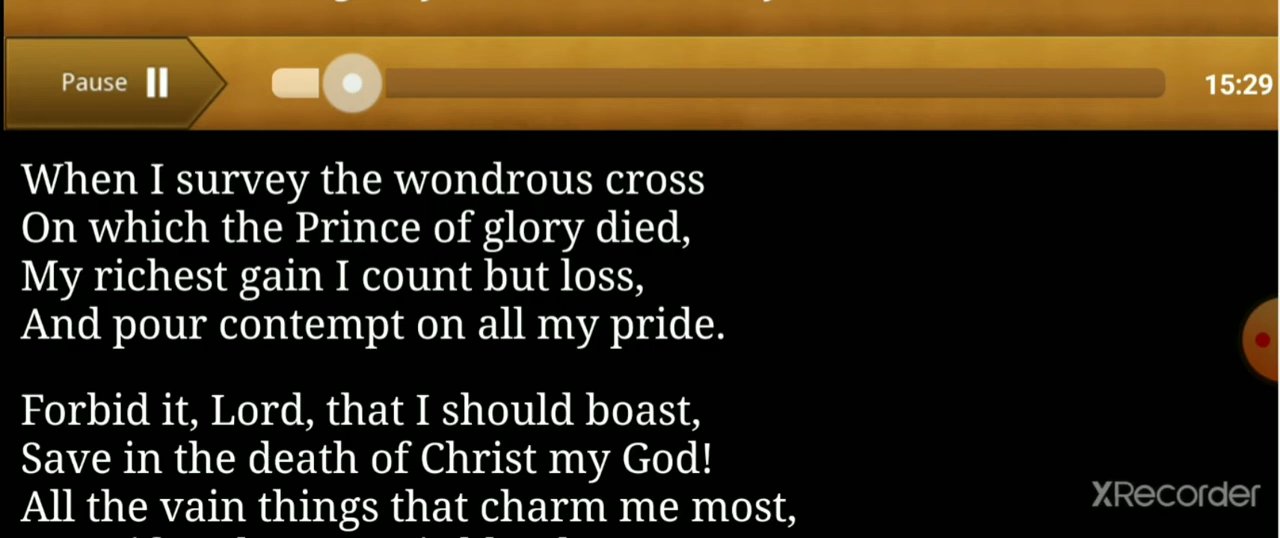 Pause
15:29
When I survey the wondrous cross
On which the Prince of glory died,
My richest gain I count but loss,
And pour contempt on all my pride.
Forbid it, Lord, that I should boast,
Save in the death of Christ my God!
All the vain things that charm me most,
XRecorder